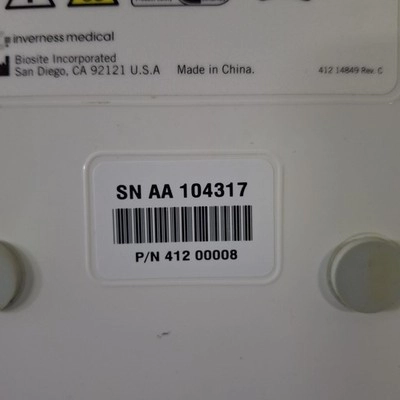 inverness medical
Biosite Incorporated
San Diego, CA 92121 U.S.A Made in China. 412 14849 Rev. C
SN AA 104317
P/N 412 00008